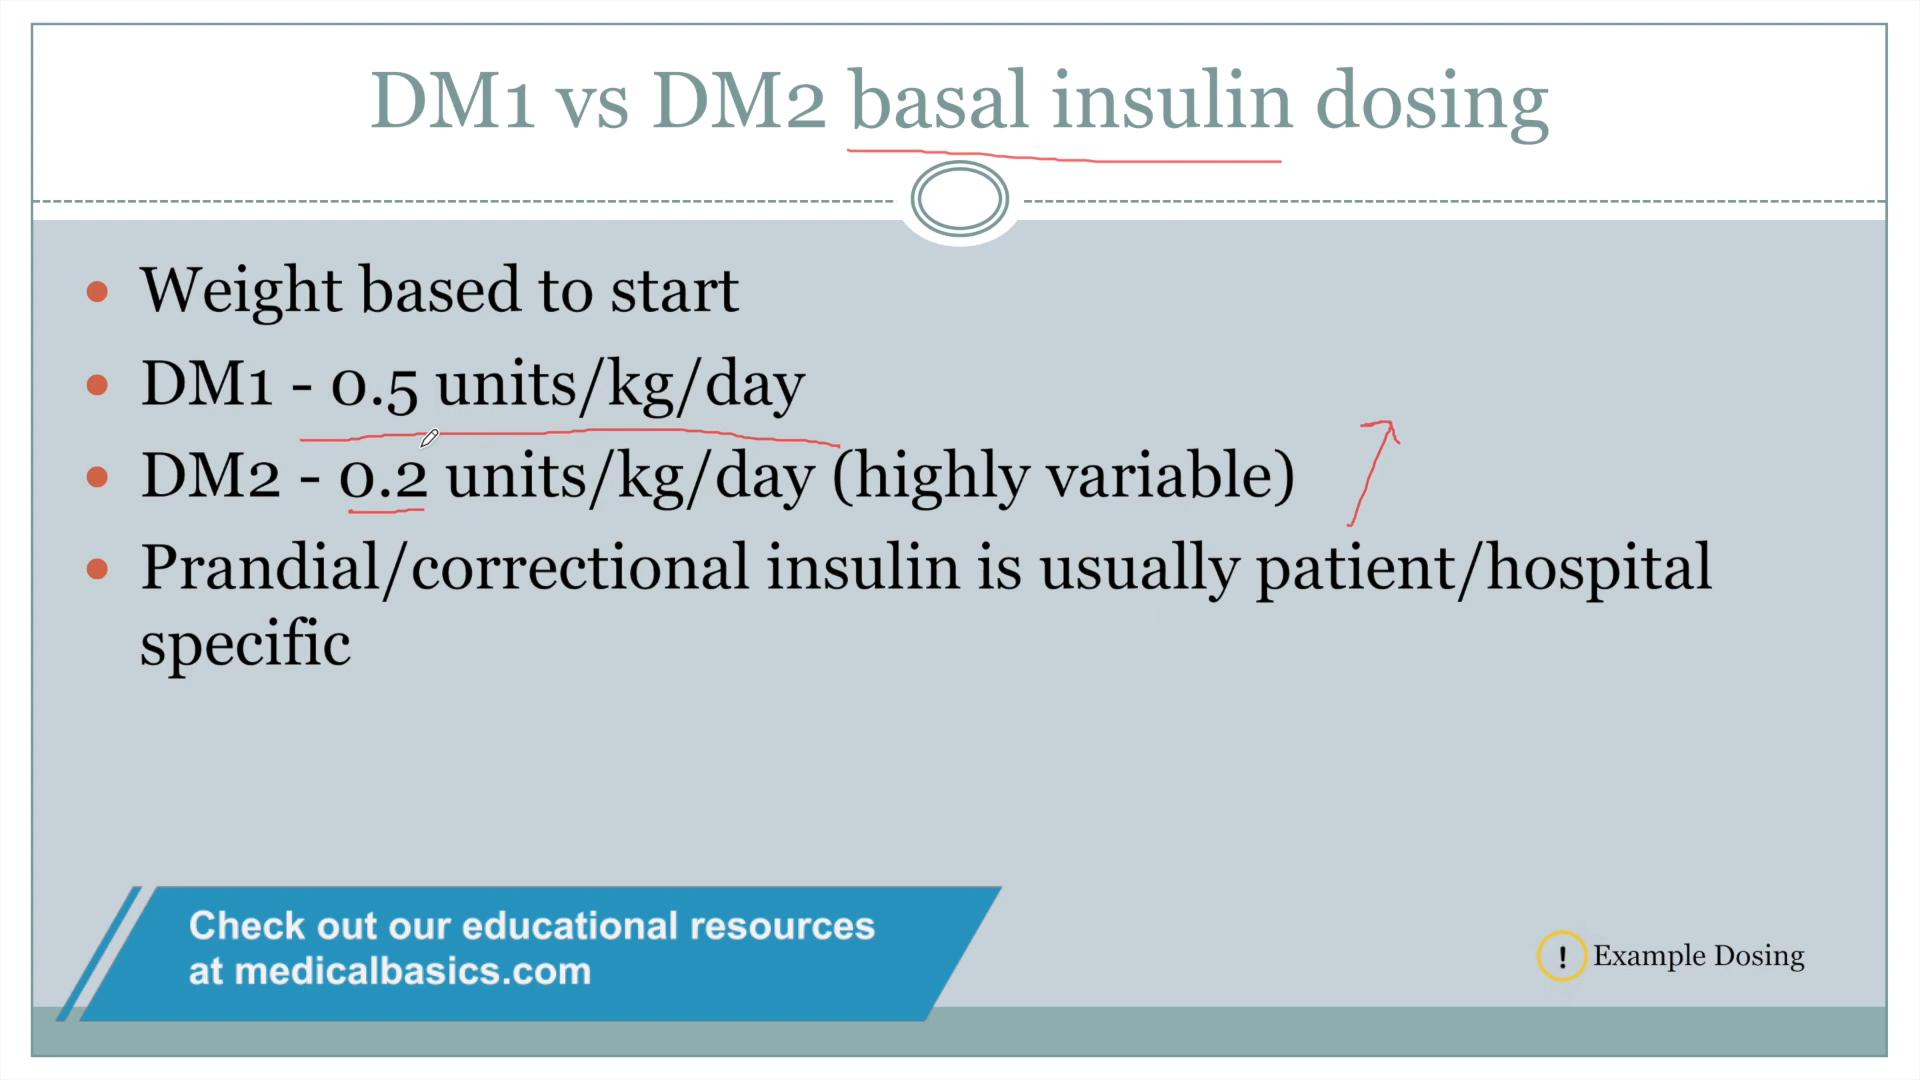 DM1 vs DM2 basal insulin dosing
• Weight based to start
• DM1 - 0.5 units/kg/day
• DM2 - 0.2 units/kg/day (highly variable)
• Prandial/correctional insulin is usually patient/hospital
specific
Check out our educational resources
at medicalbasics.com
! Example Dosing